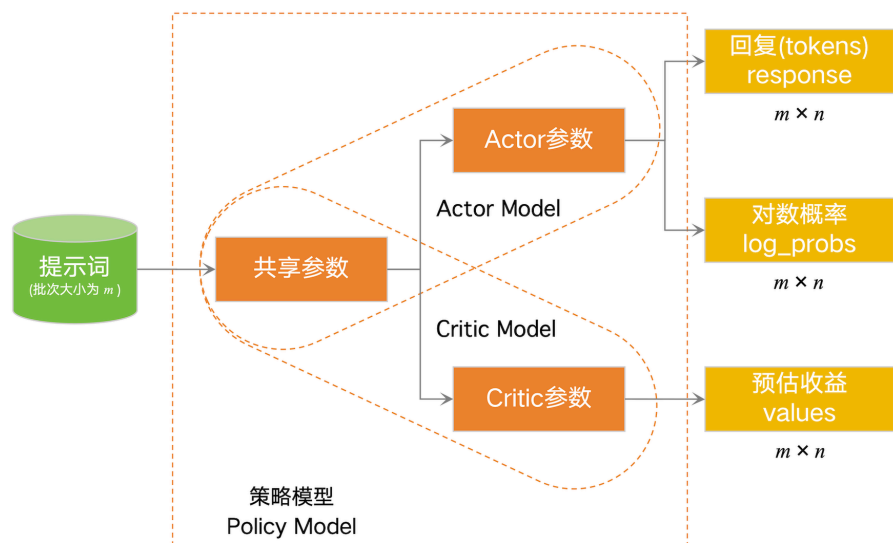 回复(tokens)
response
m × n
Actor参数
Actor Model
对数概率
log_probs
m × n
提示词
(批次大小为 m )
共享参数
Critic Model
Critic参数
预估收益
values
m × n
策略模型
Policy Model